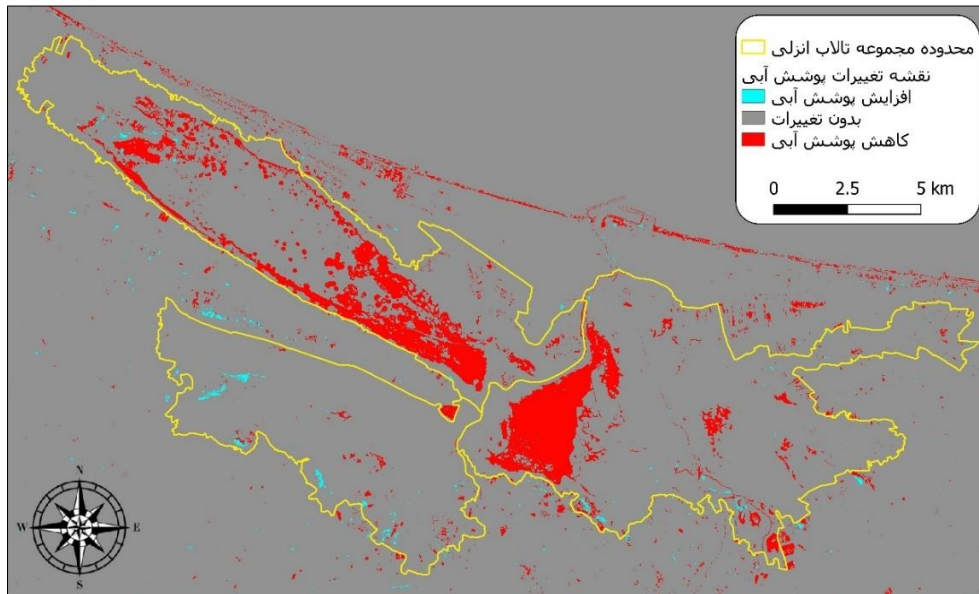 محدوده مجموعه تالاب انزلی
نقشه تغییرات پوشش آبی
افزایش پوشش آبی
بدون تغییرات
کاهش پوشش آبی
0 2.5 5 km
N
W E
S